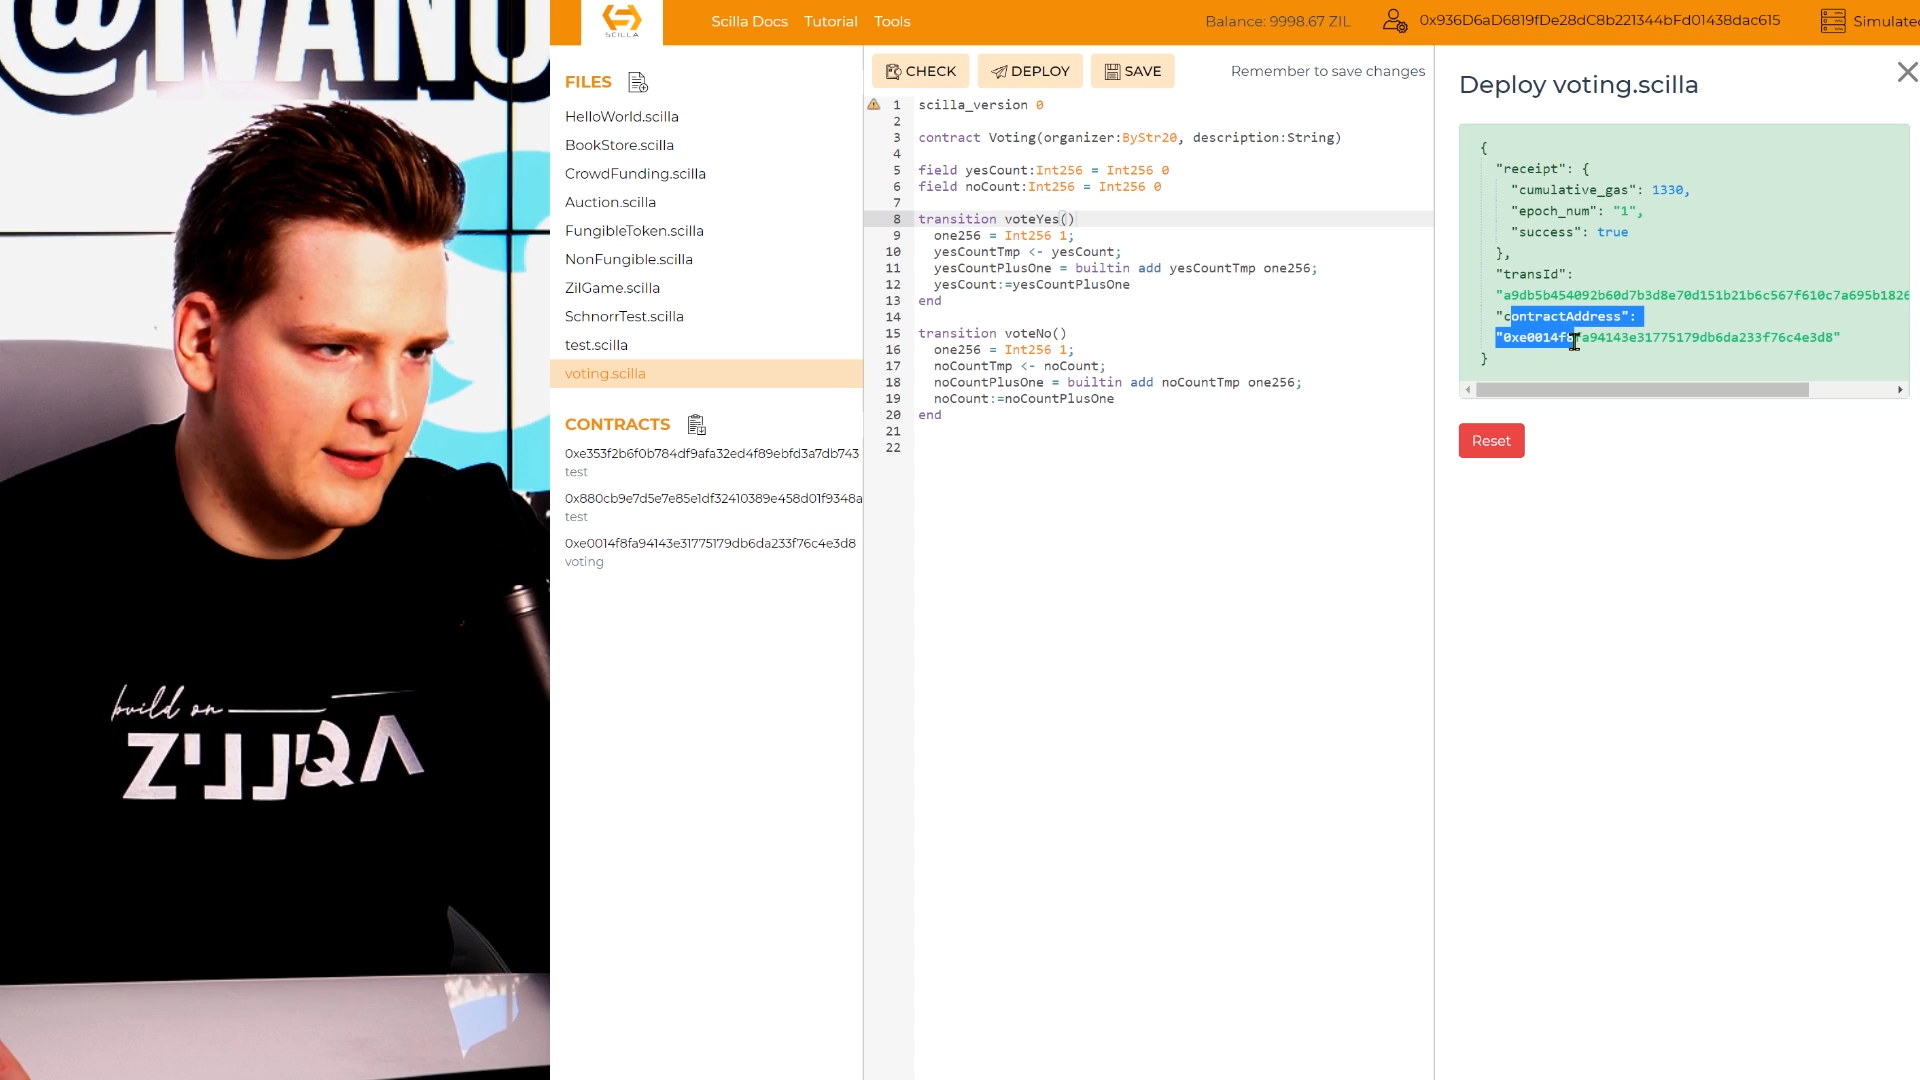 @IVANO
SCILLA
Scilla Docs Tutorial Tools
Balance: 9998.67 ZIL
0x936D6aD6819fDe28dC8b221344bFd01438dac615
Simulated
FILES
HelloWorld.scilla
BookStore.scilla
CrowdFunding.scilla
Auction.scilla
FungibleToken.scilla
NonFungible.scilla
ZilGame.scilla
SchnorrTest.scilla
test.scilla
voting.scilla
CONTRACTS
0xe353f2b6f0b784df9afa32ed4f89ebfd3a7db743
test
0x880cb9e7d5e7e85e1df32410389e458d01f9348a
test
0xe0014f8fa94143e31775179db6da233f76c4e3d8
voting
CHECK DEPLOY SAVE Remember to save changes
1 scilla_version 0
2
3 contract Voting(organizer:ByStr20, description:String)
4
5 field yesCount:Int256 = Int256 0
6 field noCount:Int256 = Int256 0
7
8 transition voteYes()
9 one256 = Int256 1;
10 yesCountTmp <- yesCount;
11 yesCountPlusOne = builtin add yesCountTmp one256;
12 yesCount:=yesCountPlusOne
13 end
14
15 transition voteNo()
16 one256 = Int256 1;
17 noCountTmp <- noCount;
18 noCountPlusOne = builtin add noCountTmp one256;
19 noCount:=noCountPlusOne
20 end
21
22
Deploy voting.scilla
{
"receipt": {
"cumulative_gas": 1330,
"epoch_num": "1",
"success": true
},
"transId":
"a9db5b454092b60d7b3d8e70d151b21b6c567f610c7a695b1826
"contractAddress":
"0xe0014f8fa94143e31775179db6da233f76c4e3d8"
}
Reset
build on
ZILLIQA